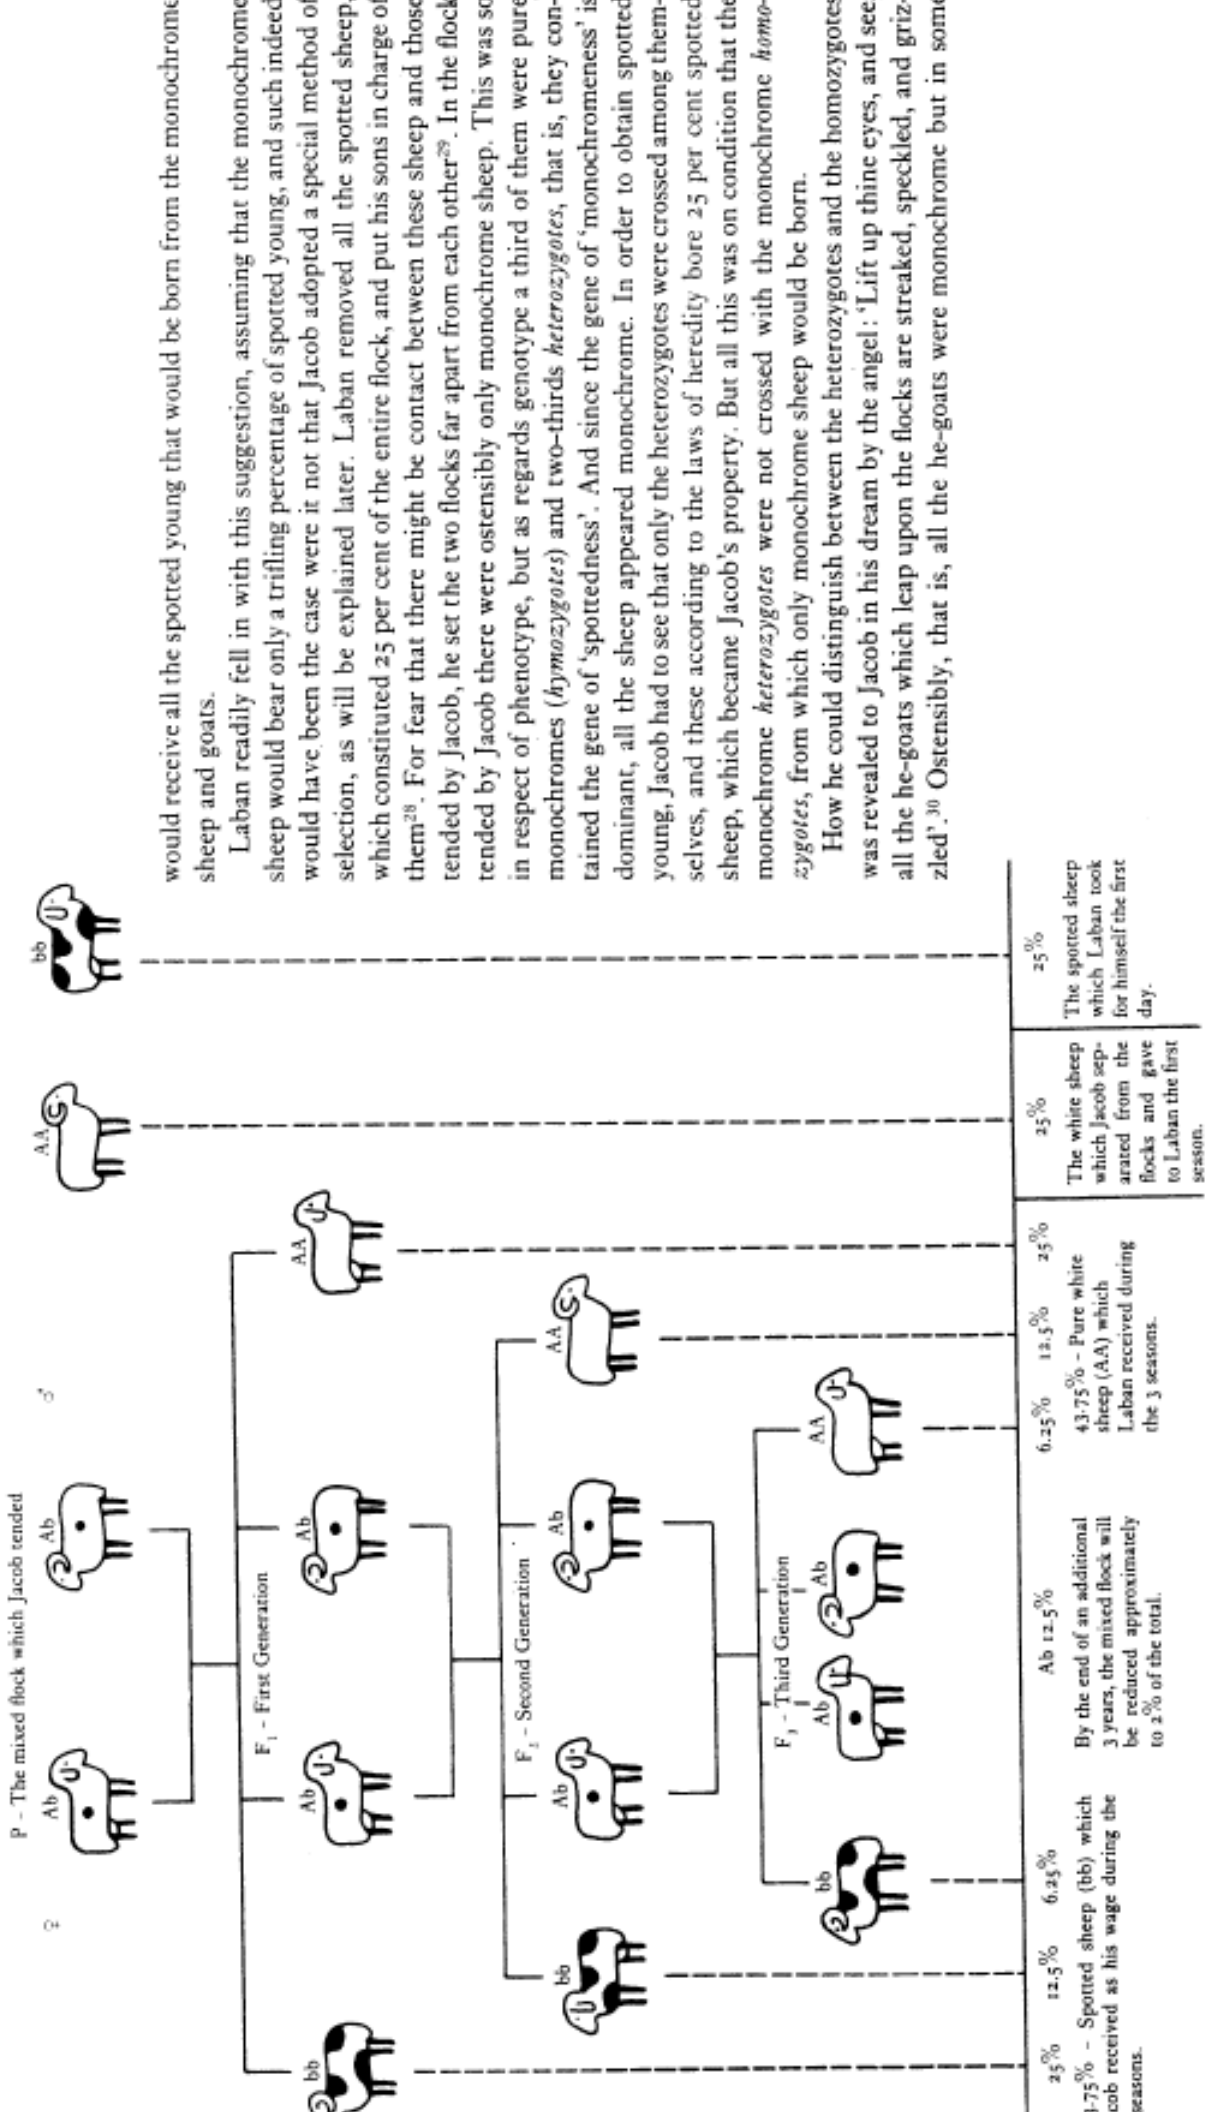 P – The mixed flock which Jacob tended
♀
♂
Ab
Ab
AA
bb
F₁ – First Generation
bb
Ab
Ab
AA
F₂ – Second Generation
bb
Ab
Ab
AA
F₃ – Third Generation
bb
Ab
Ab
AA
25%
12.5%
6.25%
Ab 12.5%
6.25%
12.5%
25%
25%
25%
-75% – Spotted sheep (bb) which
cob received as his wage during the
seasons.
By the end of an additional
3 years, the mixed flock will
be reduced approximately
to 2% of the total.
43.75% – Pure white
sheep (AA) which
Laban received during
the 3 seasons.
The white sheep
which Jacob sep-
arated from the
flocks and gave
to Laban the first
season.
The spotted sheep
which Laban took
for himself the first
day.
would receive all the spotted young that would be born from the monochrome
sheep and goats.
Laban readily fell in with this suggestion, assuming that the monochrome
sheep would bear only a trifling percentage of spotted young, and such indeed
would have been the case were it not that Jacob adopted a special method of
selection, as will be explained later. Laban removed all the spotted sheep,
which constituted 25 per cent of the entire flock, and put his sons in charge of
them²⁸. For fear that there might be contact between these sheep and those
tended by Jacob, he set the two flocks far apart from each other²⁹. In the flock
tended by Jacob there were ostensibly only monochrome sheep. This was so
in respect of phenotype, but as regards genotype a third of them were pure
monochromes (hymozygotes) and two-thirds heterozygotes, that is, they con-
tained the gene of 'spottedness'. And since the gene of 'monochromeness' is
dominant, all the sheep appeared monochrome. In order to obtain spotted
young, Jacob had to see that only the heterozygotes were crossed among them-
selves, and these according to the laws of heredity bore 25 per cent spotted
sheep, which became Jacob's property. But all this was on condition that the
monochrome heterozygotes were not crossed with the monochrome homo-
zygotes, from which only monochrome sheep would be born.
How he could distinguish between the heterozygotes and the homozygotes
was revealed to Jacob in his dream by the angel: 'Lift up thine eyes, and see
all the he-goats which leap upon the flocks are streaked, speckled, and griz-
zled'.³⁰ Ostensibly, that is, all the he-goats were monochrome but in some